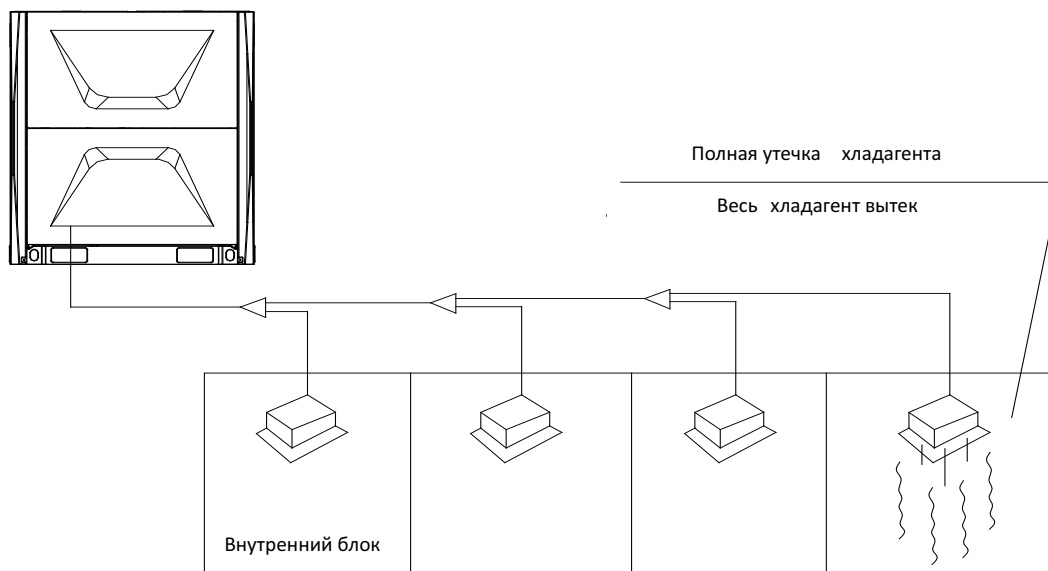 Полная утечка хладагента
Весь хладагент вытек
Внутренний блок